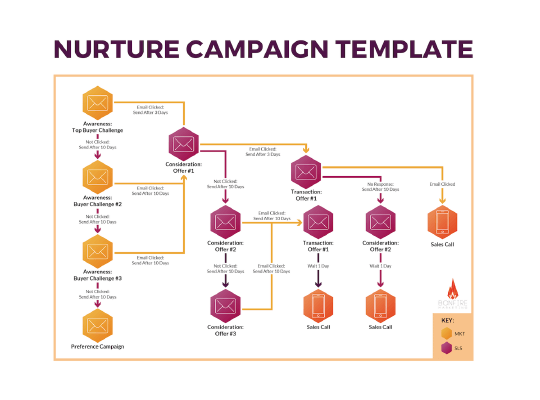 NURTURE CAMPAIGN TEMPLATE
Awareness:
Top Buyer Challenge
Email Clicked:
Send After 3 Days
Not Clicked:
Send After 10 Days
Awareness:
Buyer Challenge #2
Email Clicked:
Send After 10 Days
Not Clicked:
Send After 10 Days
Awareness:
Buyer Challenge #3
Email Clicked:
Send After 10 Days
Not Clicked:
Send After 10 Days
Preference Campaign
Consideration:
Offer #1
Email Clicked:
Send After 3 Days
Not Clicked:
Send After 10 Days
Consideration:
Offer #2
Email Clicked:
Send After 10 Days
Not Clicked:
Send After 10 Days
Email Clicked:
Send After 10 Days
Consideration:
Offer #3
Transaction:
Offer #1
No Response:
Send After 10 Days
Email Clicked:
Transaction:
Offer #1
Wait 1 Day
Sales Call
Consideration:
Offer #2
Wait 1 Day
Sales Call
Sales Call
BONFIRE
KEY:
MKT
SLS